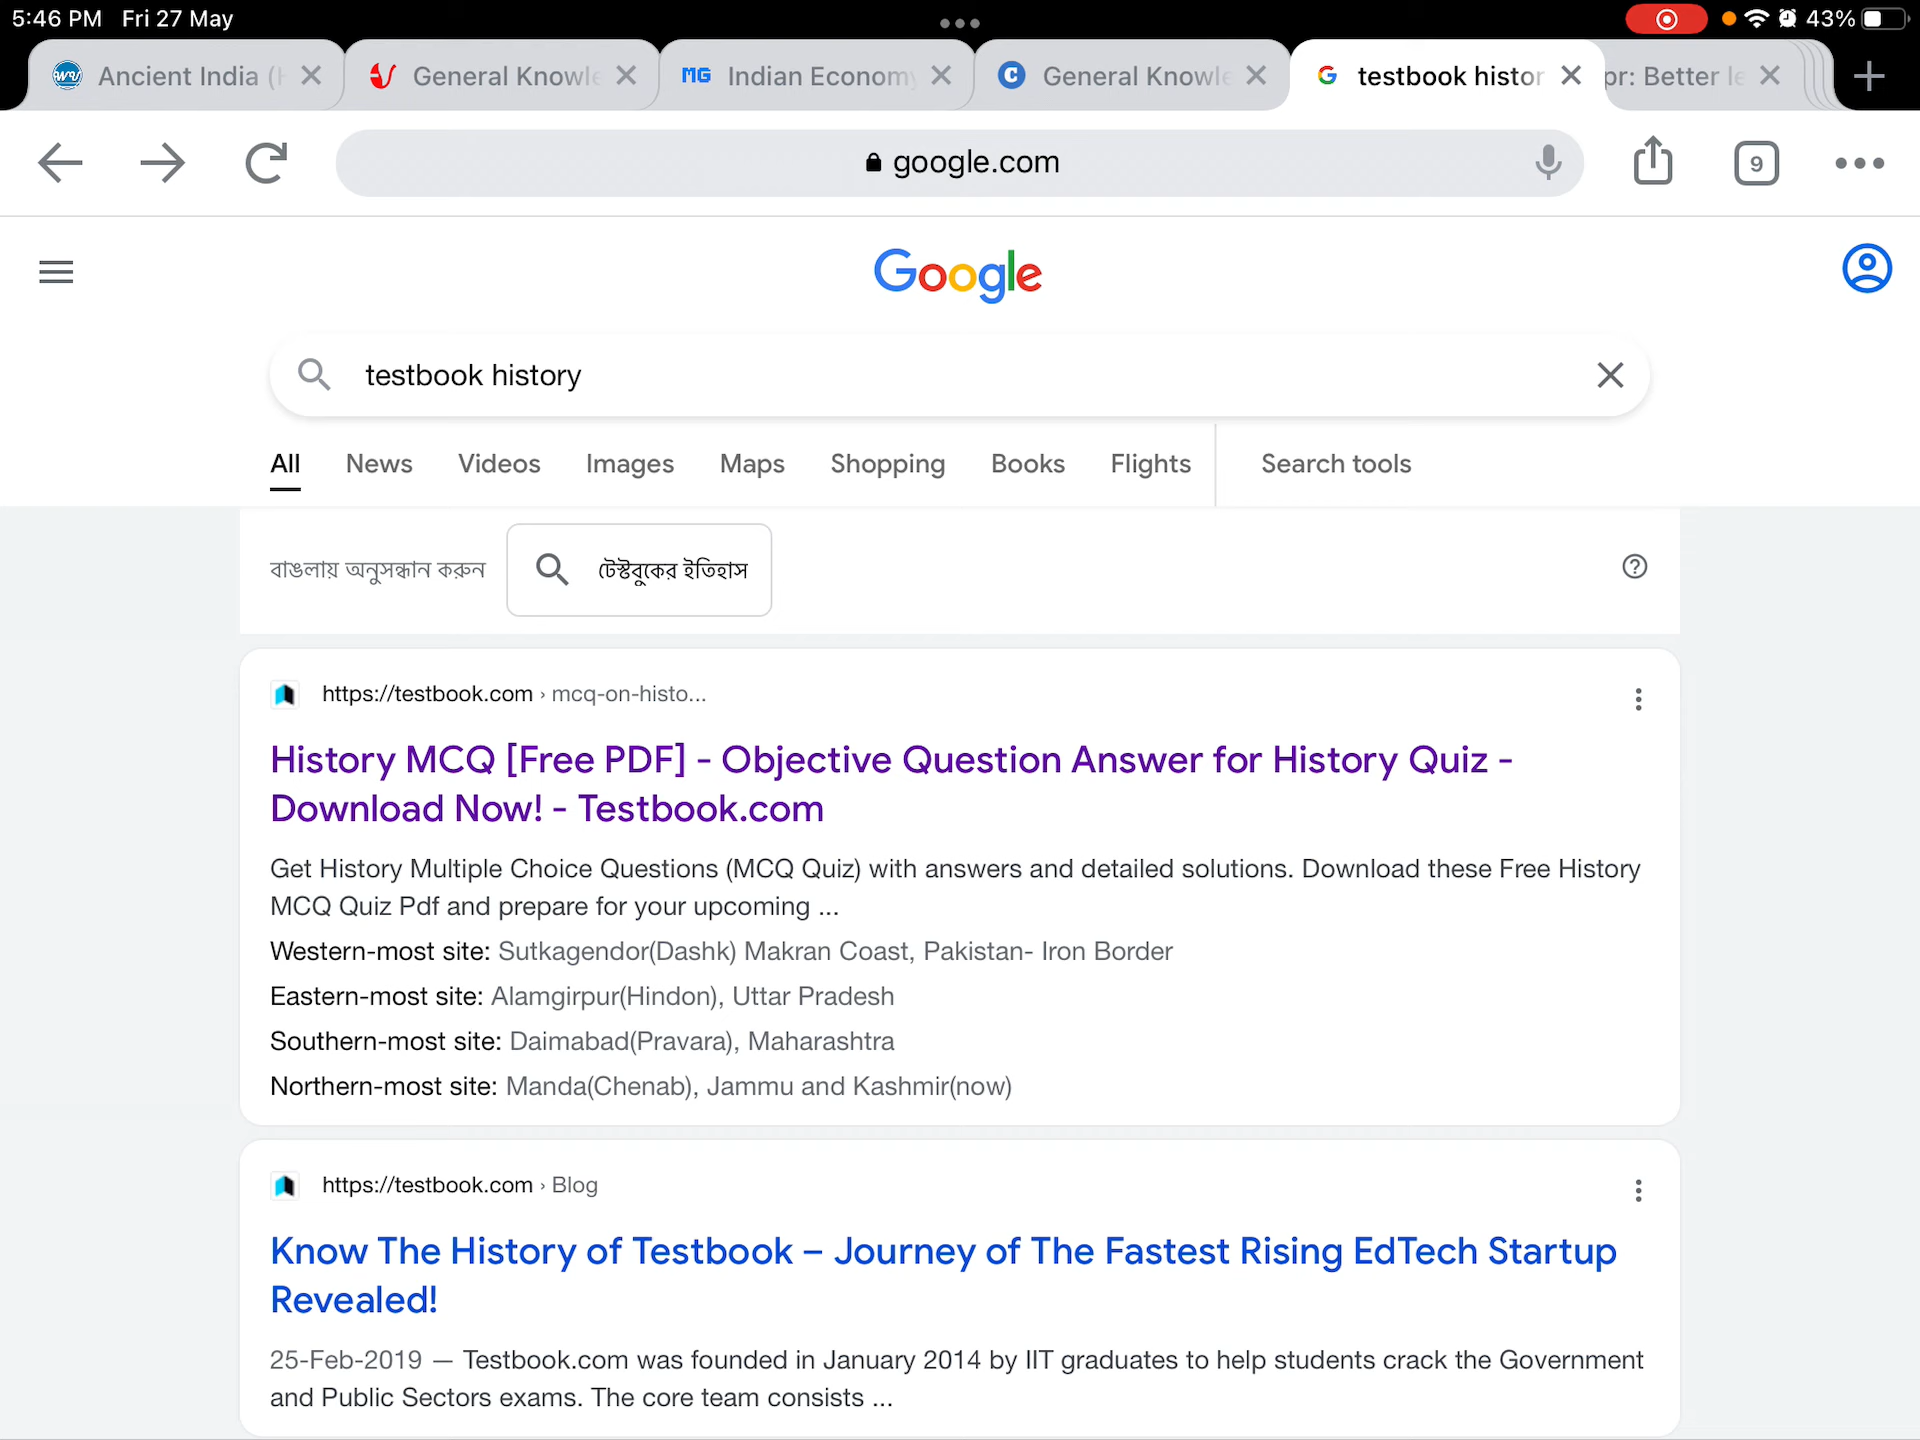 5:46 PM Fri 27 May
43%
Ancient India (H
General Knowle
MG Indian Economy
General Knowle
testbook histor
pr: Better le
google.com
9
Google
testbook history
All News Videos Images Maps Shopping Books Flights Search tools
বাঙলায় অনুসন্ধান করুন টেস্টবুকের ইতিহাস
https://testbook.com › mcq-on-histo...
History MCQ [Free PDF] - Objective Question Answer for History Quiz -
Download Now! - Testbook.com
Get History Multiple Choice Questions (MCQ Quiz) with answers and detailed solutions. Download these Free History
MCQ Quiz Pdf and prepare for your upcoming ...
Western-most site: Sutkagendor(Dashk) Makran Coast, Pakistan- Iron Border
Eastern-most site: Alamgirpur(Hindon), Uttar Pradesh
Southern-most site: Daimabad(Pravara), Maharashtra
Northern-most site: Manda(Chenab), Jammu and Kashmir(now)
https://testbook.com › Blog
Know The History of Testbook – Journey of The Fastest Rising EdTech Startup
Revealed!
25-Feb-2019 — Testbook.com was founded in January 2014 by IIT graduates to help students crack the Government
and Public Sectors exams. The core team consists ...